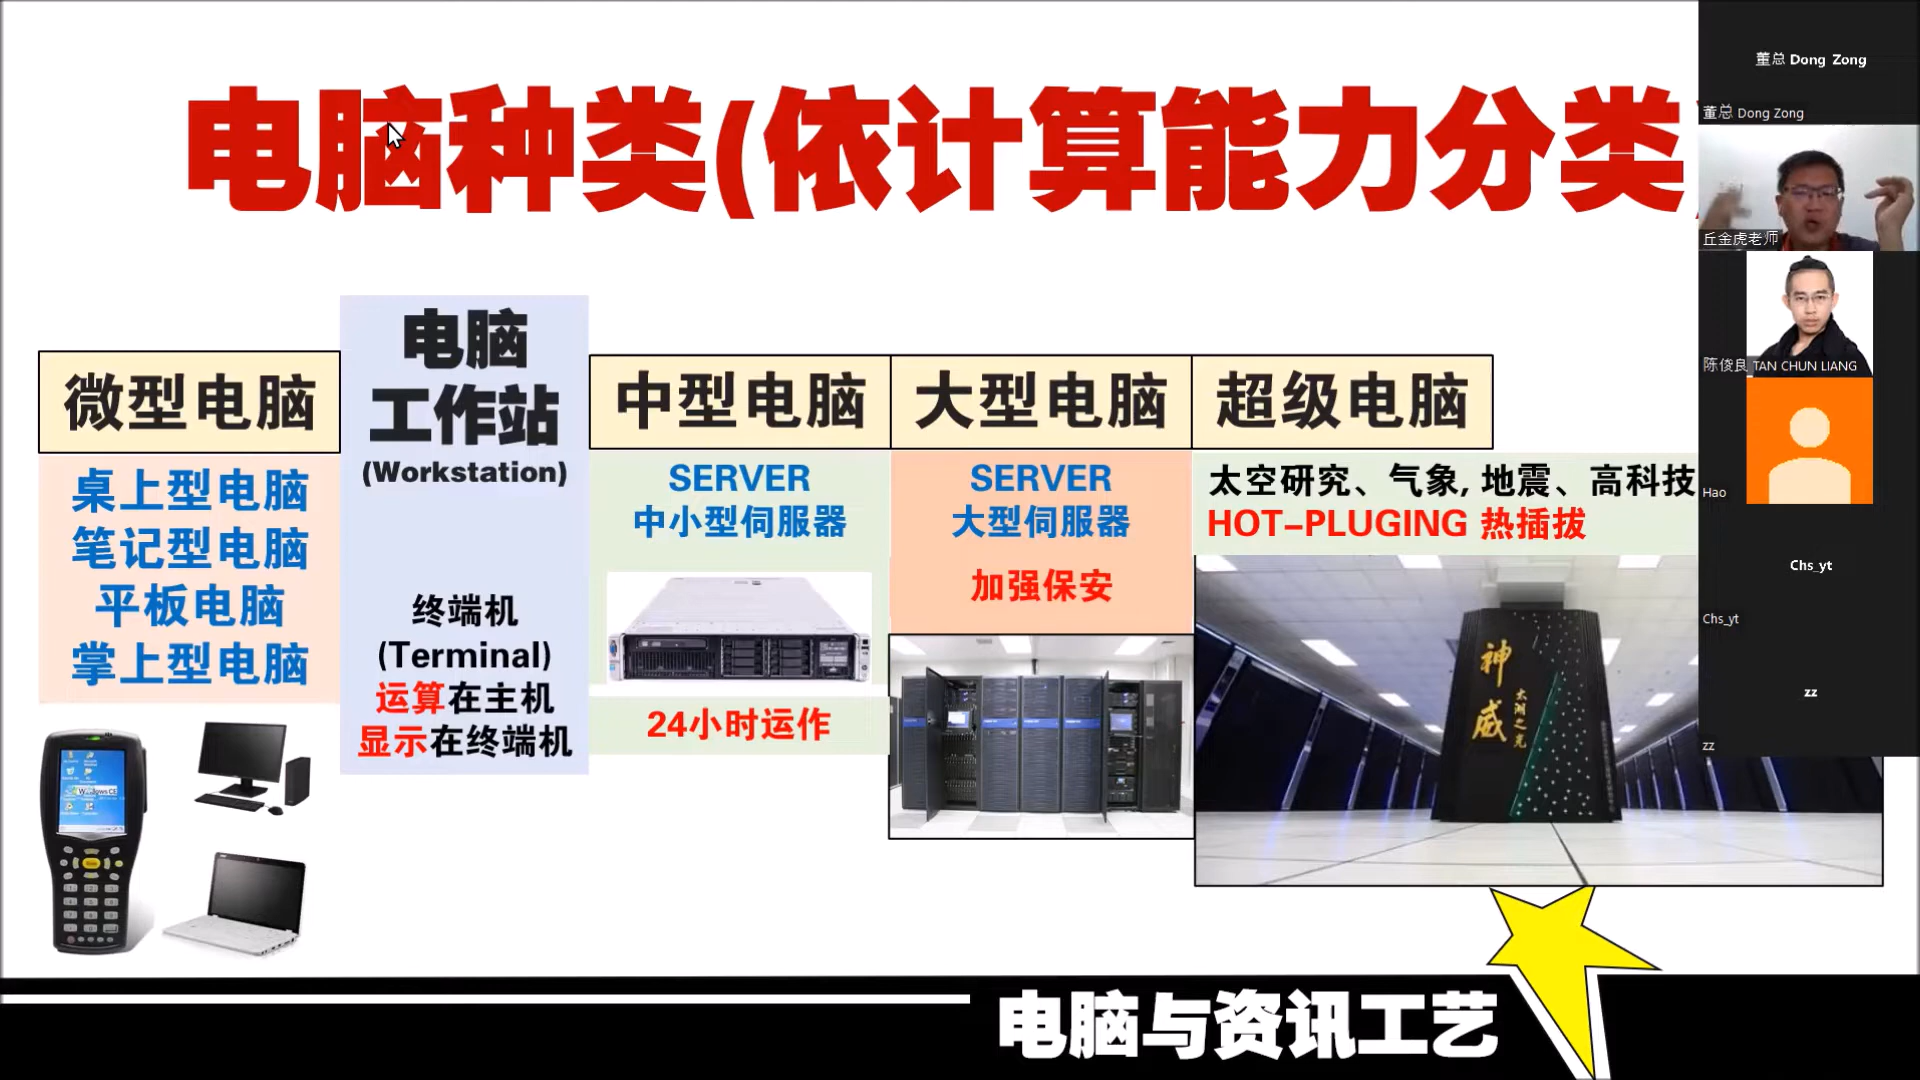 电脑种类(依计算能力分类)
微型电脑
桌上型电脑
笔记型电脑
平板电脑
掌上型电脑
电脑
工作站
(Workstation)
终端机
(Terminal)
运算在主机
显示在终端机
中型电脑
SERVER
中小型伺服器
24小时运作
大型电脑
SERVER
大型伺服器
加强保安
超级电脑
太空研究、气象, 地震、高科技
HOT-PLUGING 热插拔
神威
太湖之光
Windows CE
电脑与资讯工艺
董总 Dong Zong
董总 Dong Zong
丘金虎老师
陈俊良 TAN CHUN LIANG
Hao
Chs_yt
Chs_yt
zz
zz